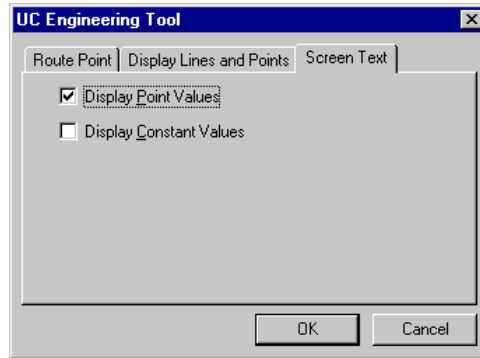 UC Engineering Tool
Route Point Display Lines and Points Screen Text
Display Point Values
Display Constant Values
OK Cancel